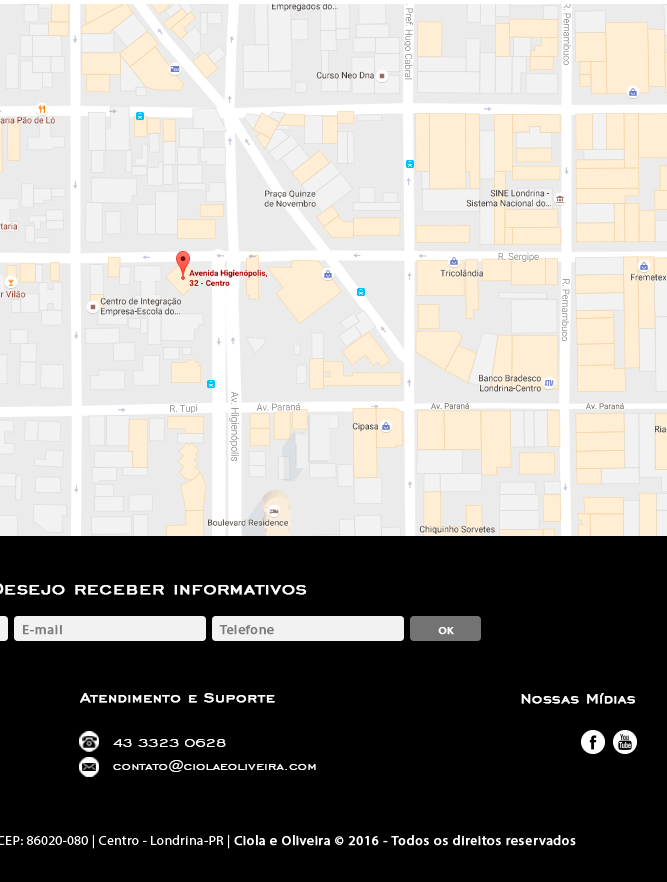 Empregados do...
R. Pref. Hugo Cabral
R. Pernambuco
Curso Neo Dna
aria Pão de Ló
Praça Quinze
de Novembro
SINE Londrina -
Sistema Nacional do...
taria
R. Sergipe
Avenida Higienópolis,
32 - Centro
Tricolândia
Fremetex
r Vilão
Centro de Integração
Empresa-Escola do...
R. Pernambuco
Banco Bradesco
Londrina-Centro
Av. Higienópolis
R. Tupi
Av. Paraná
Av. Paraná
Av. Paraná
Cipasa
Ria
Boulevard Residence
Chiquinho Sorvetes
Desejo receber informativos
E-mail
Telefone
OK
Atendimento e Suporte
Nossas Mídias
43 3323 0628
contato@ciolaeoliveira.com
f
You
Tube
CEP: 86020-080 | Centro - Londrina-PR | Ciola e Oliveira © 2016 - Todos os direitos reservados